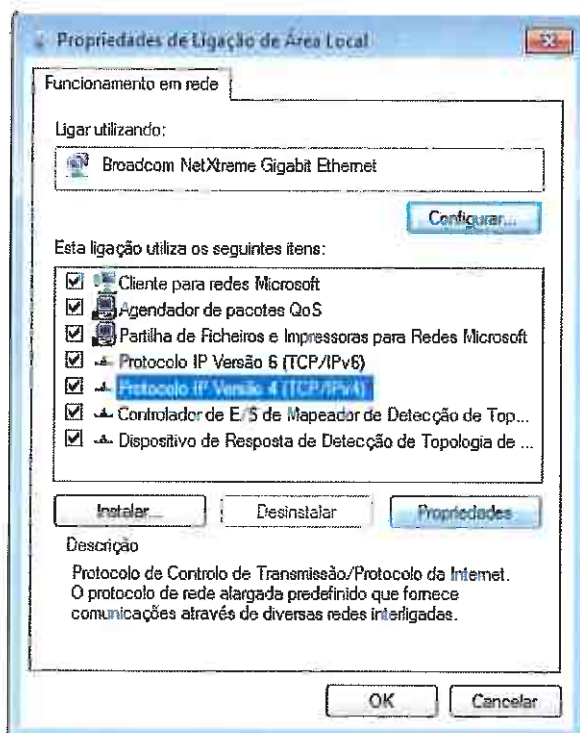 Propriedades de Ligação de Área Local
Funcionamento em rede
Ligar utilizando:
Broadcom NetXtreme Gigabit Ethernet
Configurar...
Esta ligação utiliza os seguintes itens:
Cliente para redes Microsoft
Agendador de pacotes QoS
Partilha de Ficheiros e Impressoras para Redes Microsoft
Protocolo IP Versão 6 (TCP/IPv6)
Protocolo IP Versão 4 (TCP/IPv4)
Controlador de E/S de Mapeador de Detecção de Top...
Dispositivo de Resposta de Detecção de Topologia de ...
Instalar... Desinstalar Propriedades
Descrição
Protocolo de Controlo de Transmissão/Protocolo da Internet.
O protocolo de rede alargada predefinido que fornece
comunicações através de diversas redes interligadas.
OK Cancelar